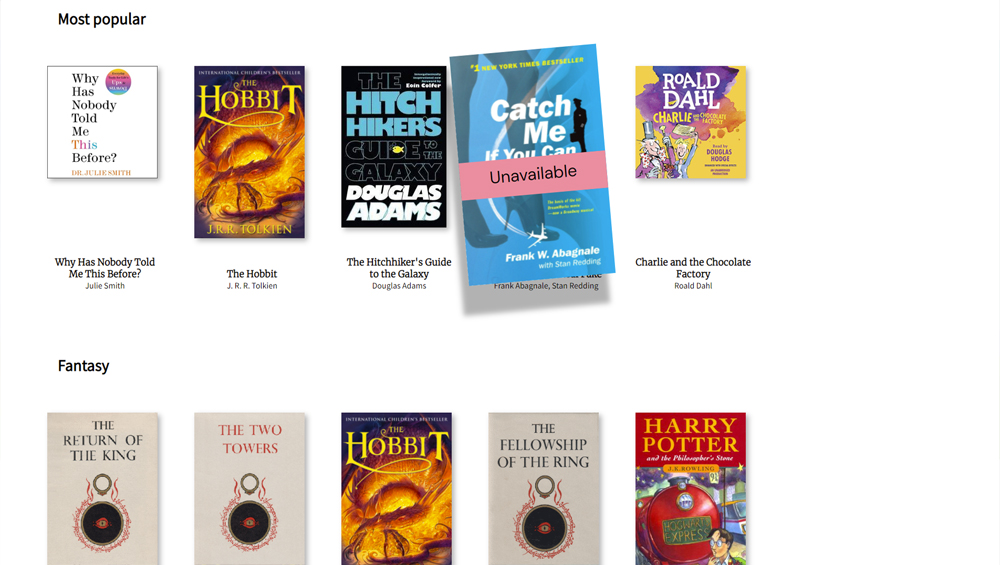 Most popular
Why
Has
Nobody
Told
Me
This
Before?
DR. JULIE SMITH
INTERNATIONAL CHILDREN'S BESTSELLER
THE
HOBBIT
J.R.R. TOLKIEN
Eoin Colfer
THE
HITCH
HIKERS
GUIDE TO THE
GALAXY
DOUGLAS
ADAMS
#1 NEW YORK TIMES BESTSELLER
Catch
Me
If You Can
Unavailable
Frank W. Abagnale
with Stan Redding
ROALD
DAHL
CHARLIE AND THE CHOCOLATE
FACTORY
Read by
DOUGLAS
HODGE
Why Has Nobody Told
Me This Before?
Julie Smith
The Hobbit
J. R. R. Tolkien
The Hitchhiker's Guide
to the Galaxy
Douglas Adams
Frank Abagnale, Stan Redding
Charlie and the Chocolate
Factory
Roald Dahl
Fantasy
THE
RETURN OF
THE KING
THE TWO
TOWERS
INTERNATIONAL CHILDREN'S BESTSELLER
THE
HOBBIT
THE
FELLOWSHIP
OF THE RING
HARRY
POTTER
and the Philosopher's Stone
J.K.ROWLING
HOGWARTS
EXPRESS